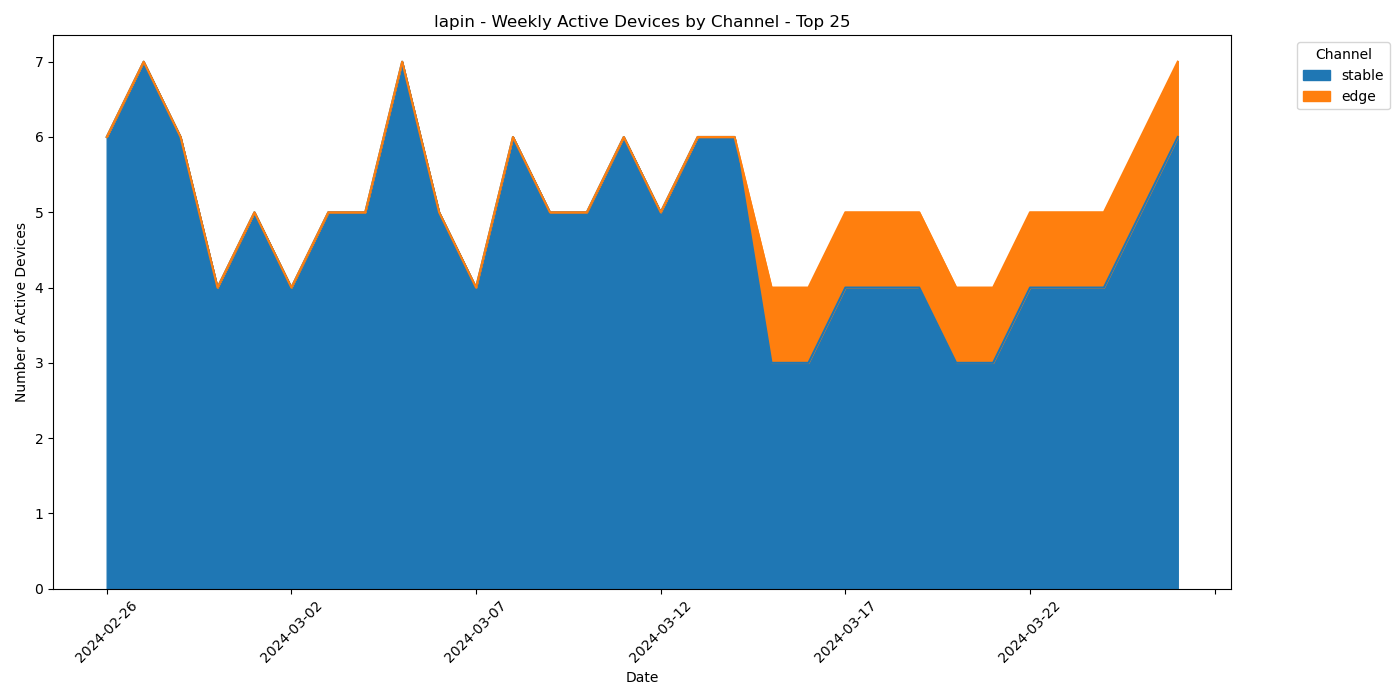 lapin - Weekly Active Devices by Channel - Top 25
Channel
stable
edge
Number of Active Devices
7
6
5
4
3
2
1
0
2024-02-26
2024-03-02
2024-03-07
2024-03-12
2024-03-17
2024-03-22
Date